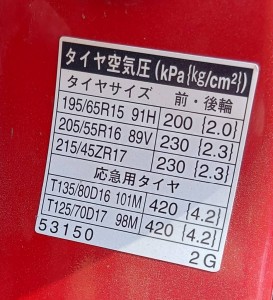 タイヤ空気圧(kPa{kg/cm²})
タイヤサイズ 前・後輪
195/65R15 91H 200 {2.0}
205/55R16 89V 230 {2.3}
215/45ZR17 230 {2.3}
応急用タイヤ
T135/80D16 101M 420 {4.2}
T125/70D17 98M 420 {4.2}
53150 2G